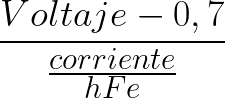 Voltaje − 0, 7
corriente
hFe